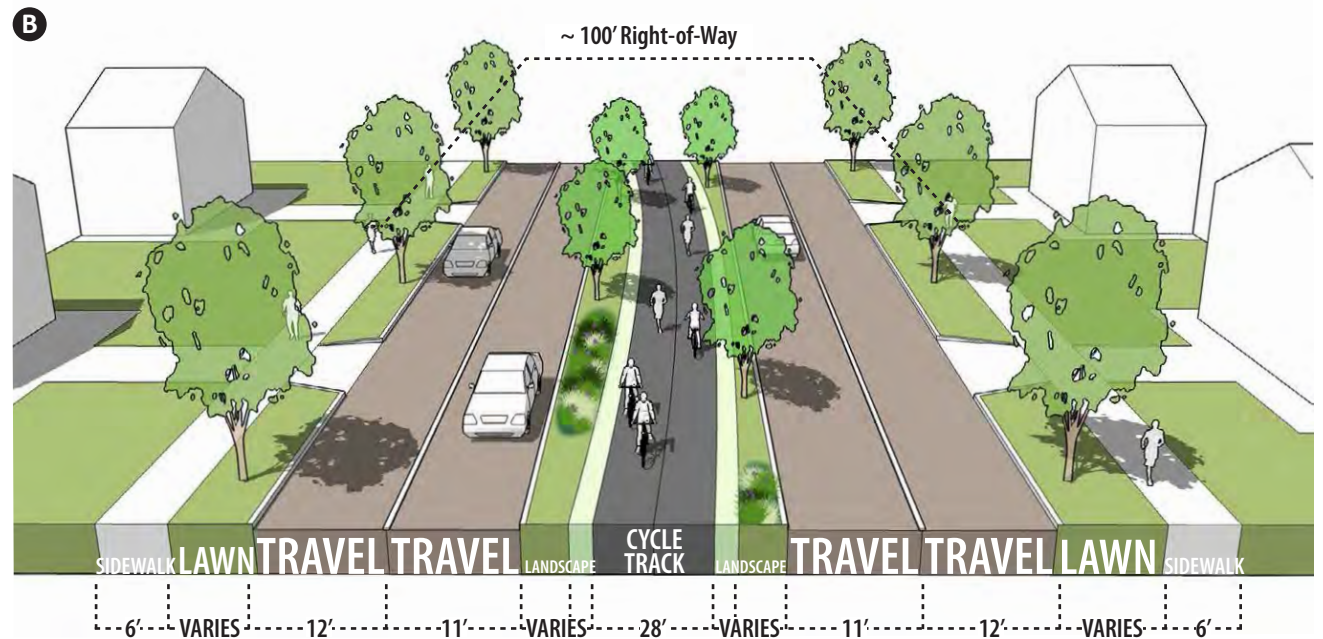 B
~ 100’ Right-of-Way
SIDEWALK LAWN TRAVEL TRAVEL LANDSCAPE CYCLE TRACK LANDSCAPE TRAVEL TRAVEL LAWN SIDEWALK
6’ VARIES 12’ 11’ VARIES 28’ VARIES 11’ 12’ VARIES 6’